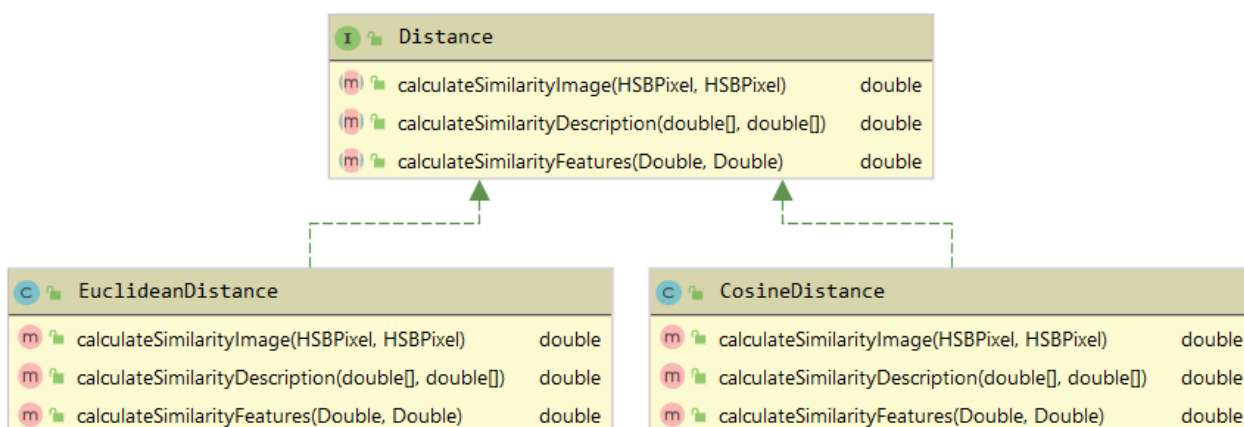 I Distance
m calculateSimilarityImage(HSBPixel, HSBPixel) double
m calculateSimilarityDescription(double[], double[]) double
m calculateSimilarityFeatures(Double, Double) double
C EuclideanDistance
m calculateSimilarityImage(HSBPixel, HSBPixel) double
m calculateSimilarityDescription(double[], double[]) double
m calculateSimilarityFeatures(Double, Double) double
C CosineDistance
m calculateSimilarityImage(HSBPixel, HSBPixel) double
m calculateSimilarityDescription(double[], double[]) double
m calculateSimilarityFeatures(Double, Double) double